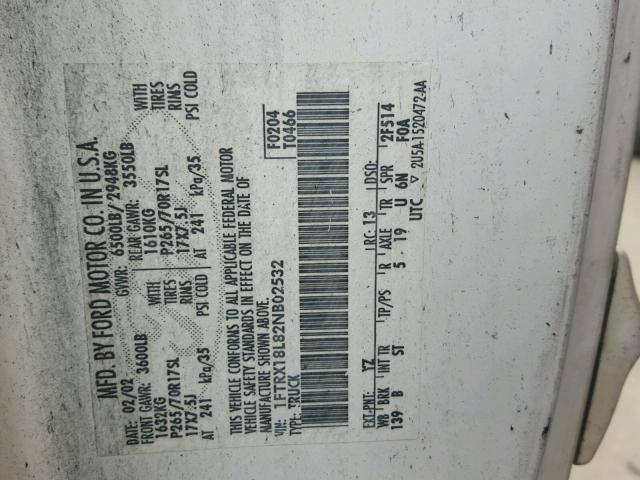 MFD. BY FORD MOTOR CO. IN U.S.A.
DATE: 02/02 GVWR: 6500LB/ 2948KG
FRONT GAWR: 3600LB REAR GAWR: 3550LB
1632KG WITH 1610KG WITH
P265/70R17SL TIRES P265/70R17SL TIRES
17X7.5J RIMS 17X7.5J RIMS
AT 241 kPa/35 PSI COLD AT 241 kPa/35 PSI COLD
THIS VEHICLE CONFORMS TO ALL APPLICABLE FEDERAL MOTOR
VEHICLE SAFETY STANDARDS IN EFFECT ON THE DATE OF
MANUFACTURE SHOWN ABOVE.
VIN: 1FTRX18L82NB02532 F0204
TYPE: TRUCK T0466
EXT PNT: YZ RC: 13 DSO: 2F514
WB BRK INT TR TP/PS R AXLE TR SPR F0A
139 B ST 5 19 U 6N
UTC ▽ 2U5A-1520472-AA